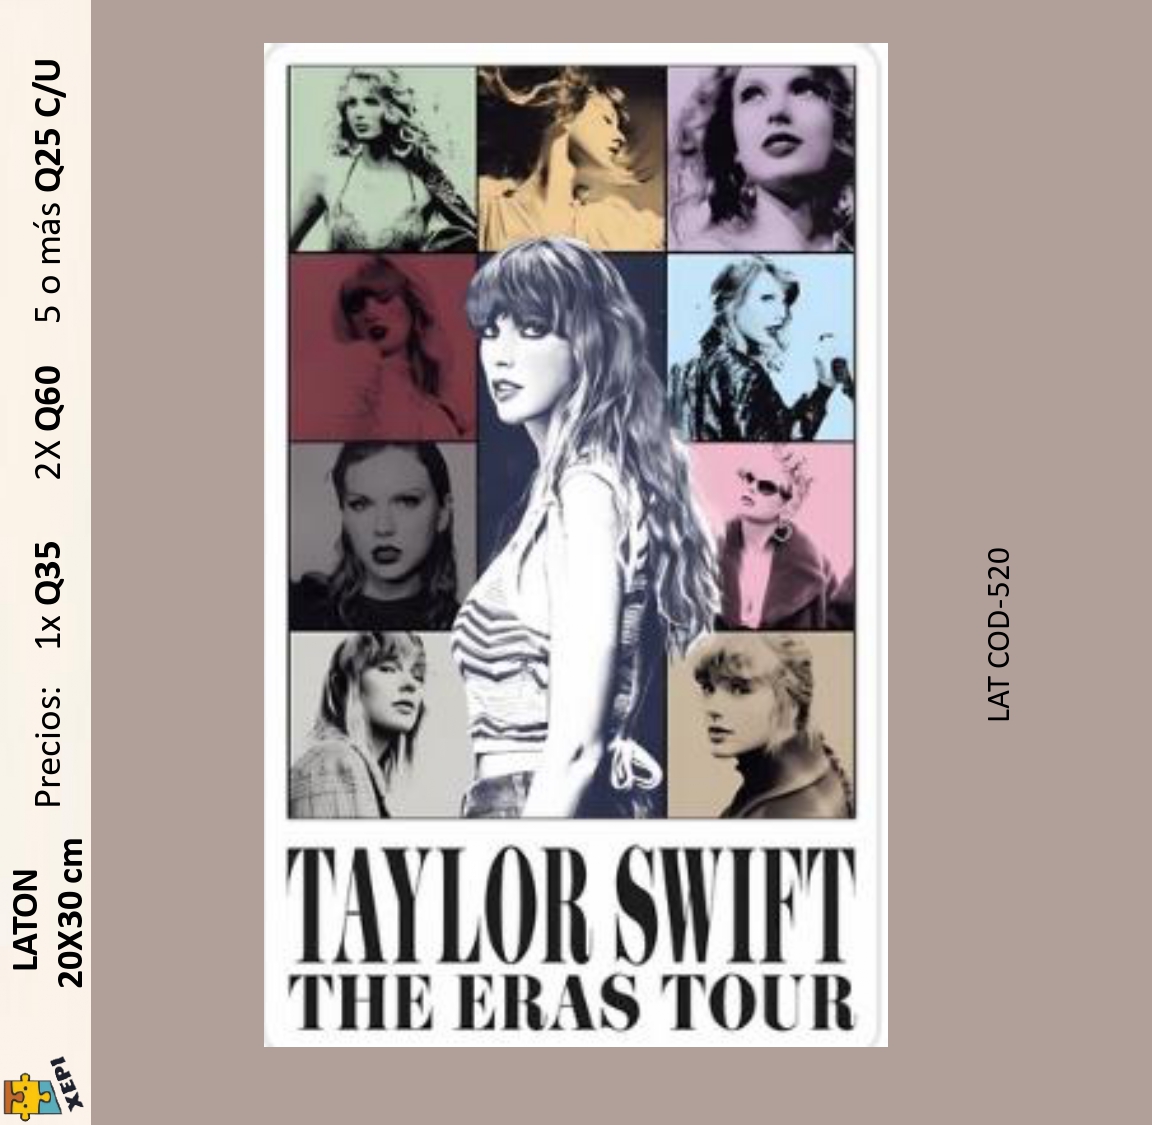 LATON
20X30 cm
Precios: 1x Q35 2X Q60 5 o más Q25 C/U
XEPI
TAYLOR SWIFT
THE ERAS TOUR
LAT COD-520